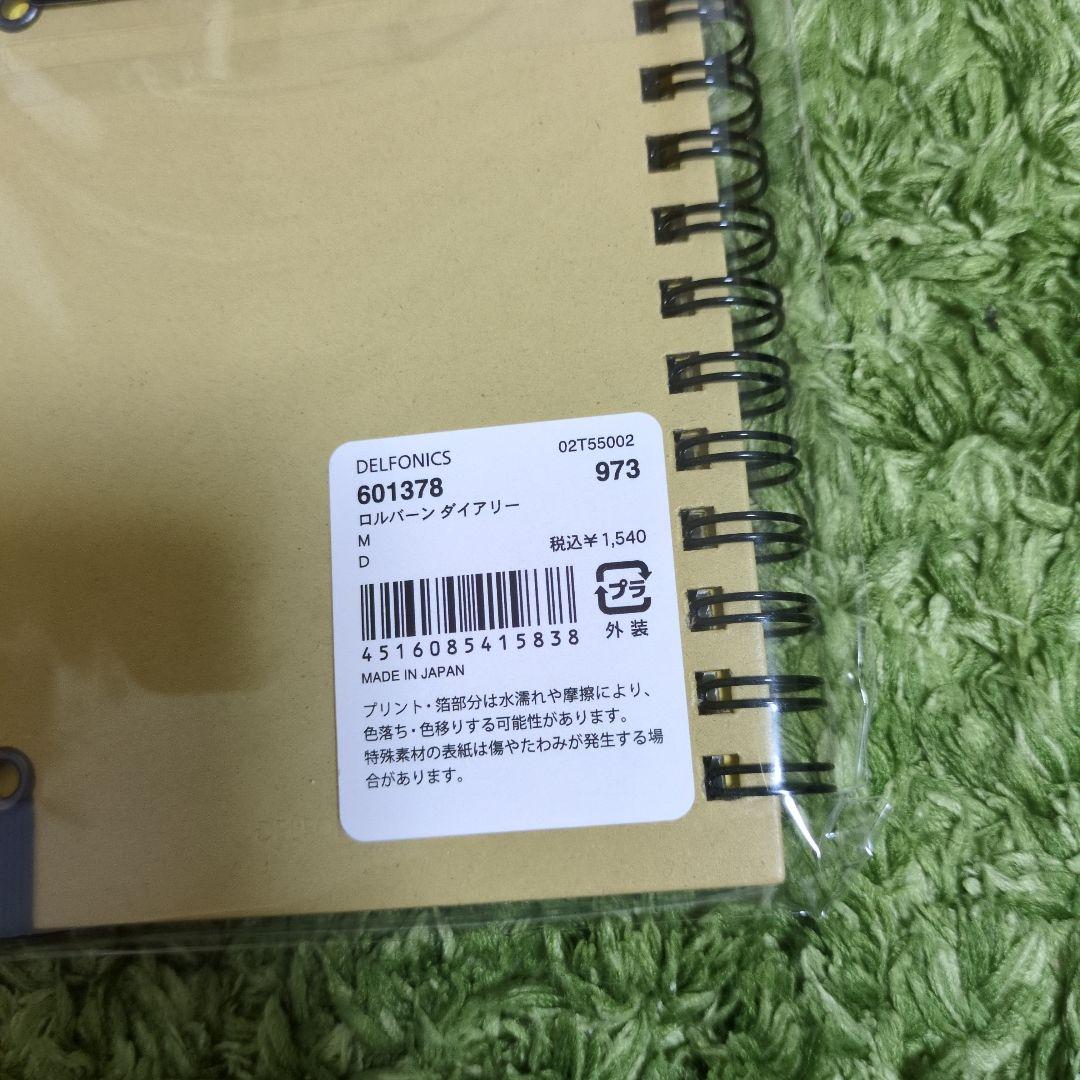 DELFONICS 02T55002
601378 973
ロルバーン ダイアリー
M
D 税込¥1,540
プラ
外装
4516085415838
MADE IN JAPAN
プリント・箔部分は水濡れや摩擦により、
色落ち・色移りする可能性があります。
特殊素材の表紙は傷やたわみが発生する場
合があります。